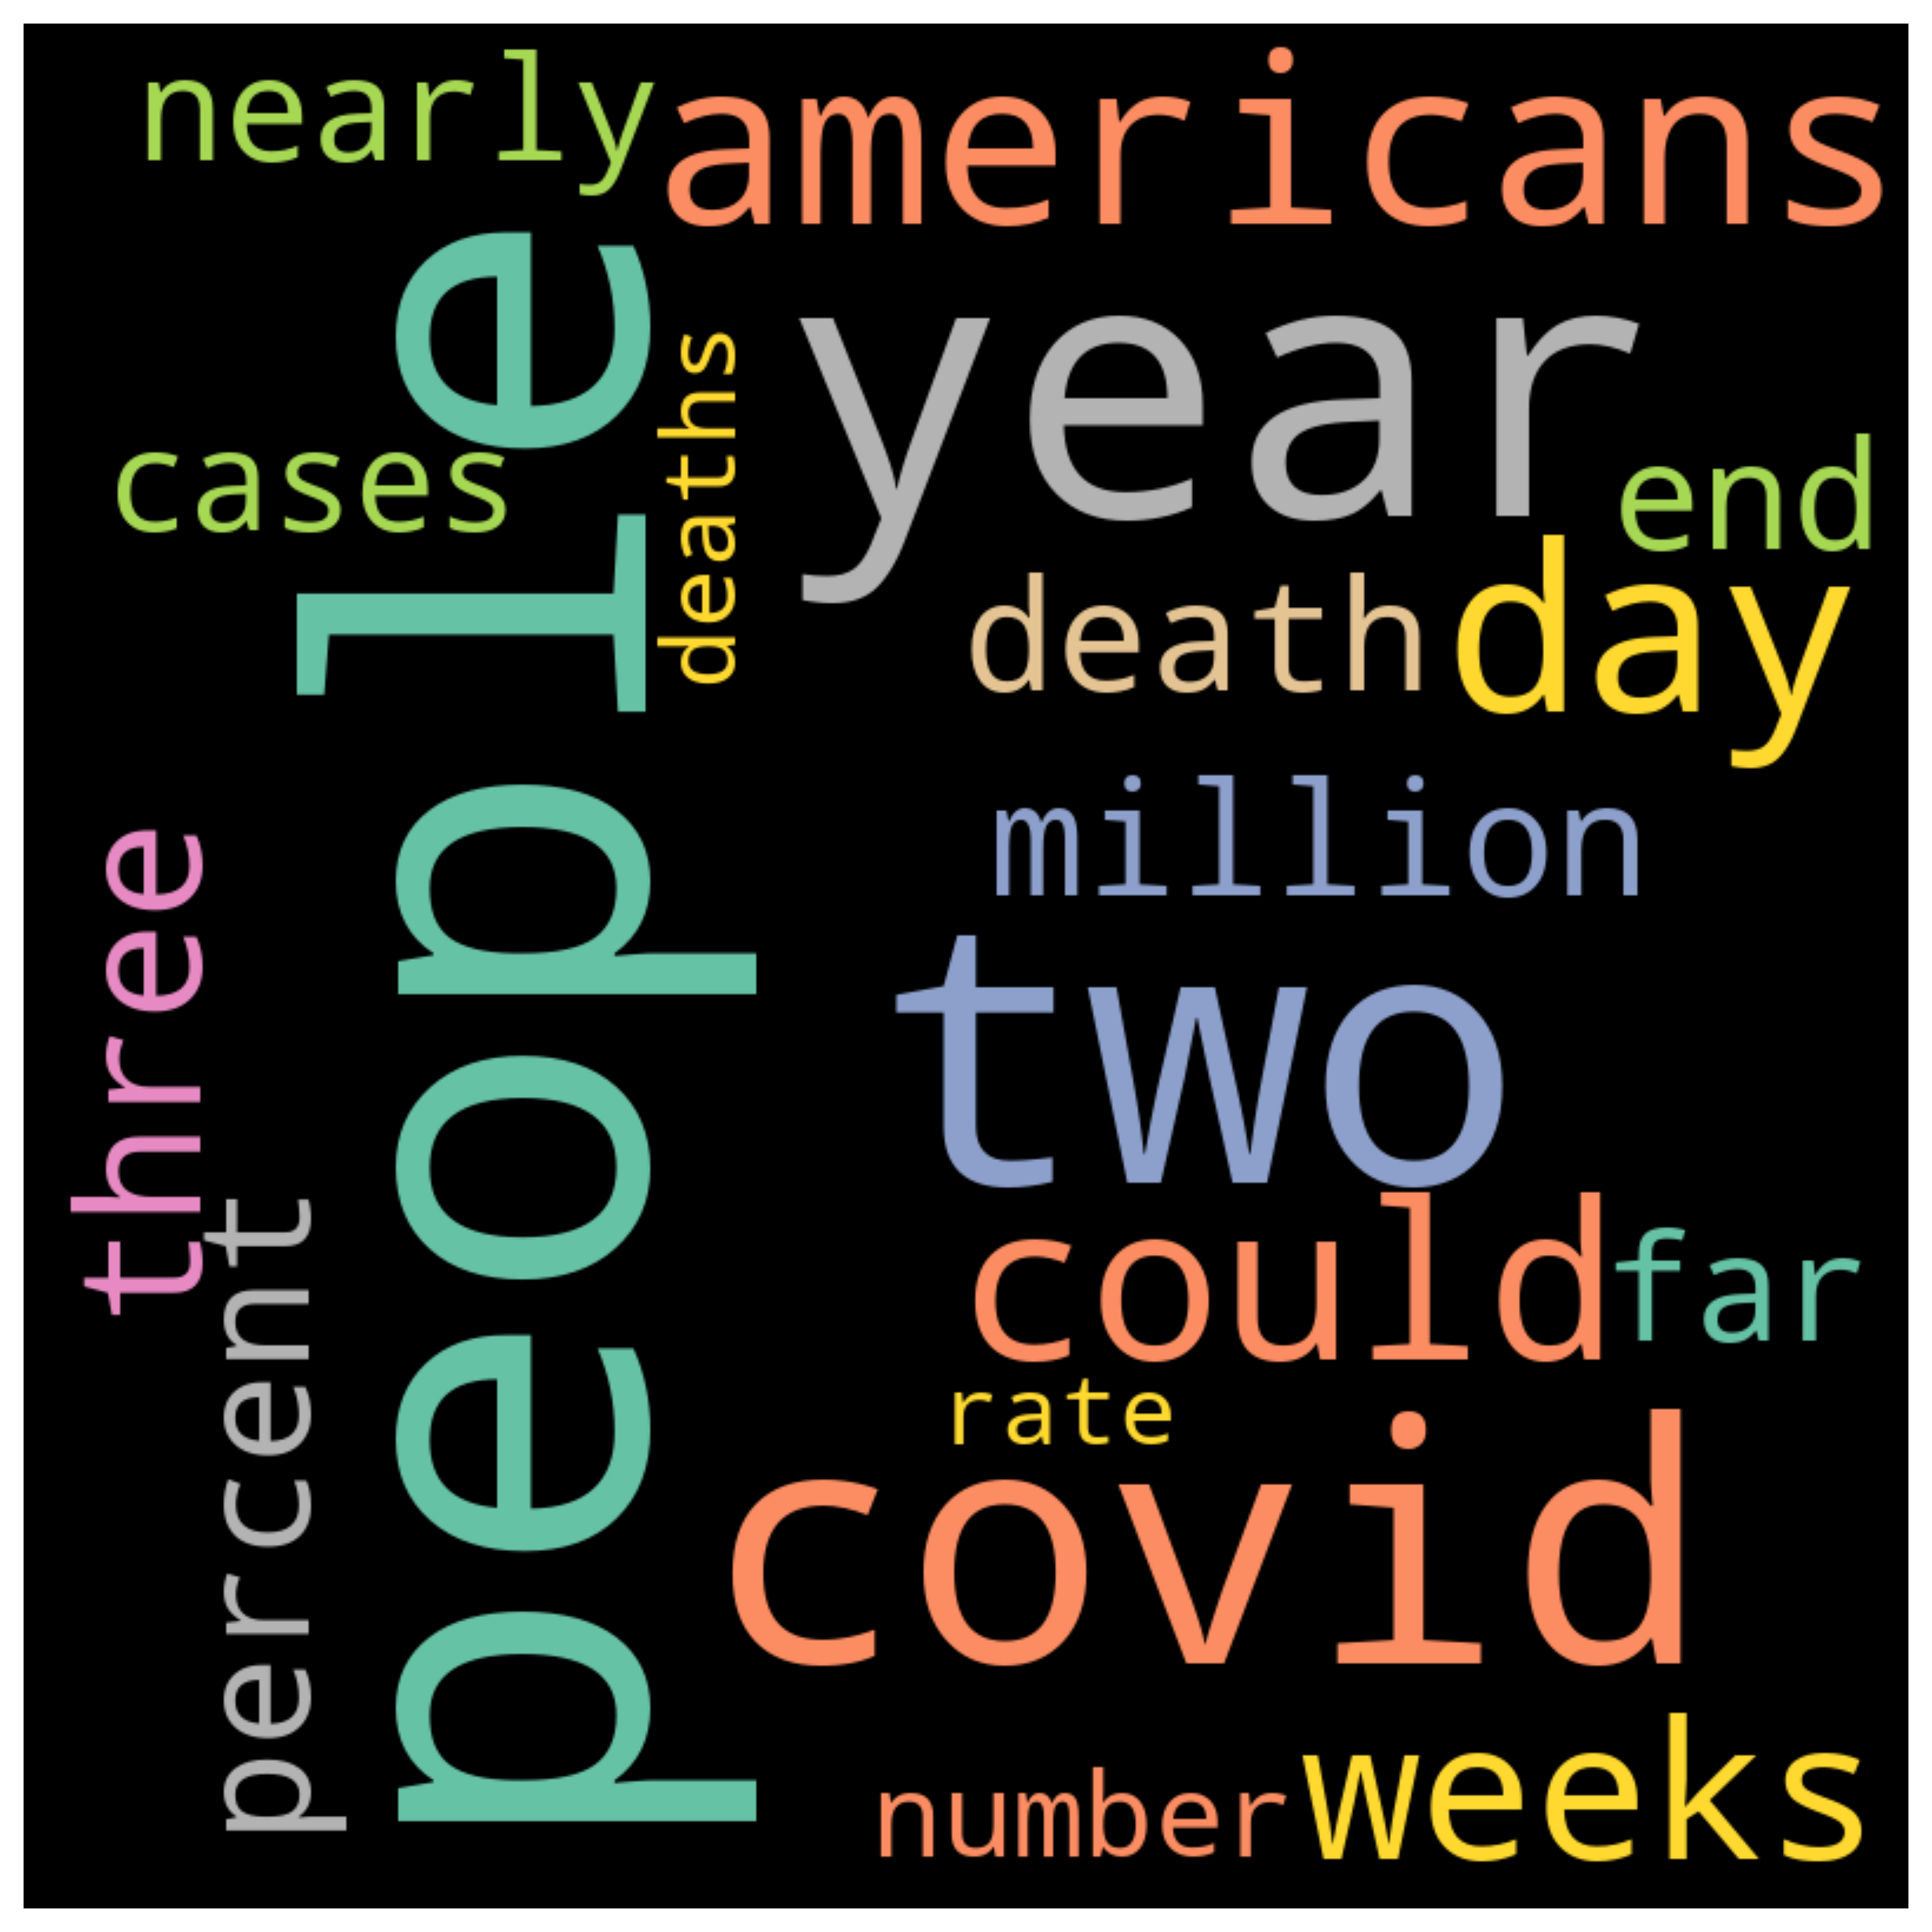 nearly
americans
people
year
deaths
cases
end
death
day
million
three
two
percent
could
far
rate
covid
number
weeks